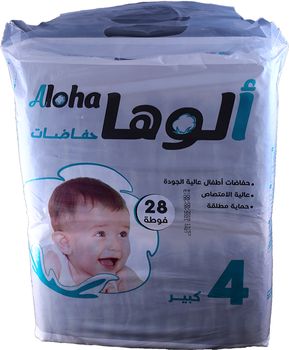 Aloha ألوها
حفاضات
حفاضات أطفال عالية الجودة
عالية الامتصاص
حماية مطلقة
28
فوطة
4 كبير